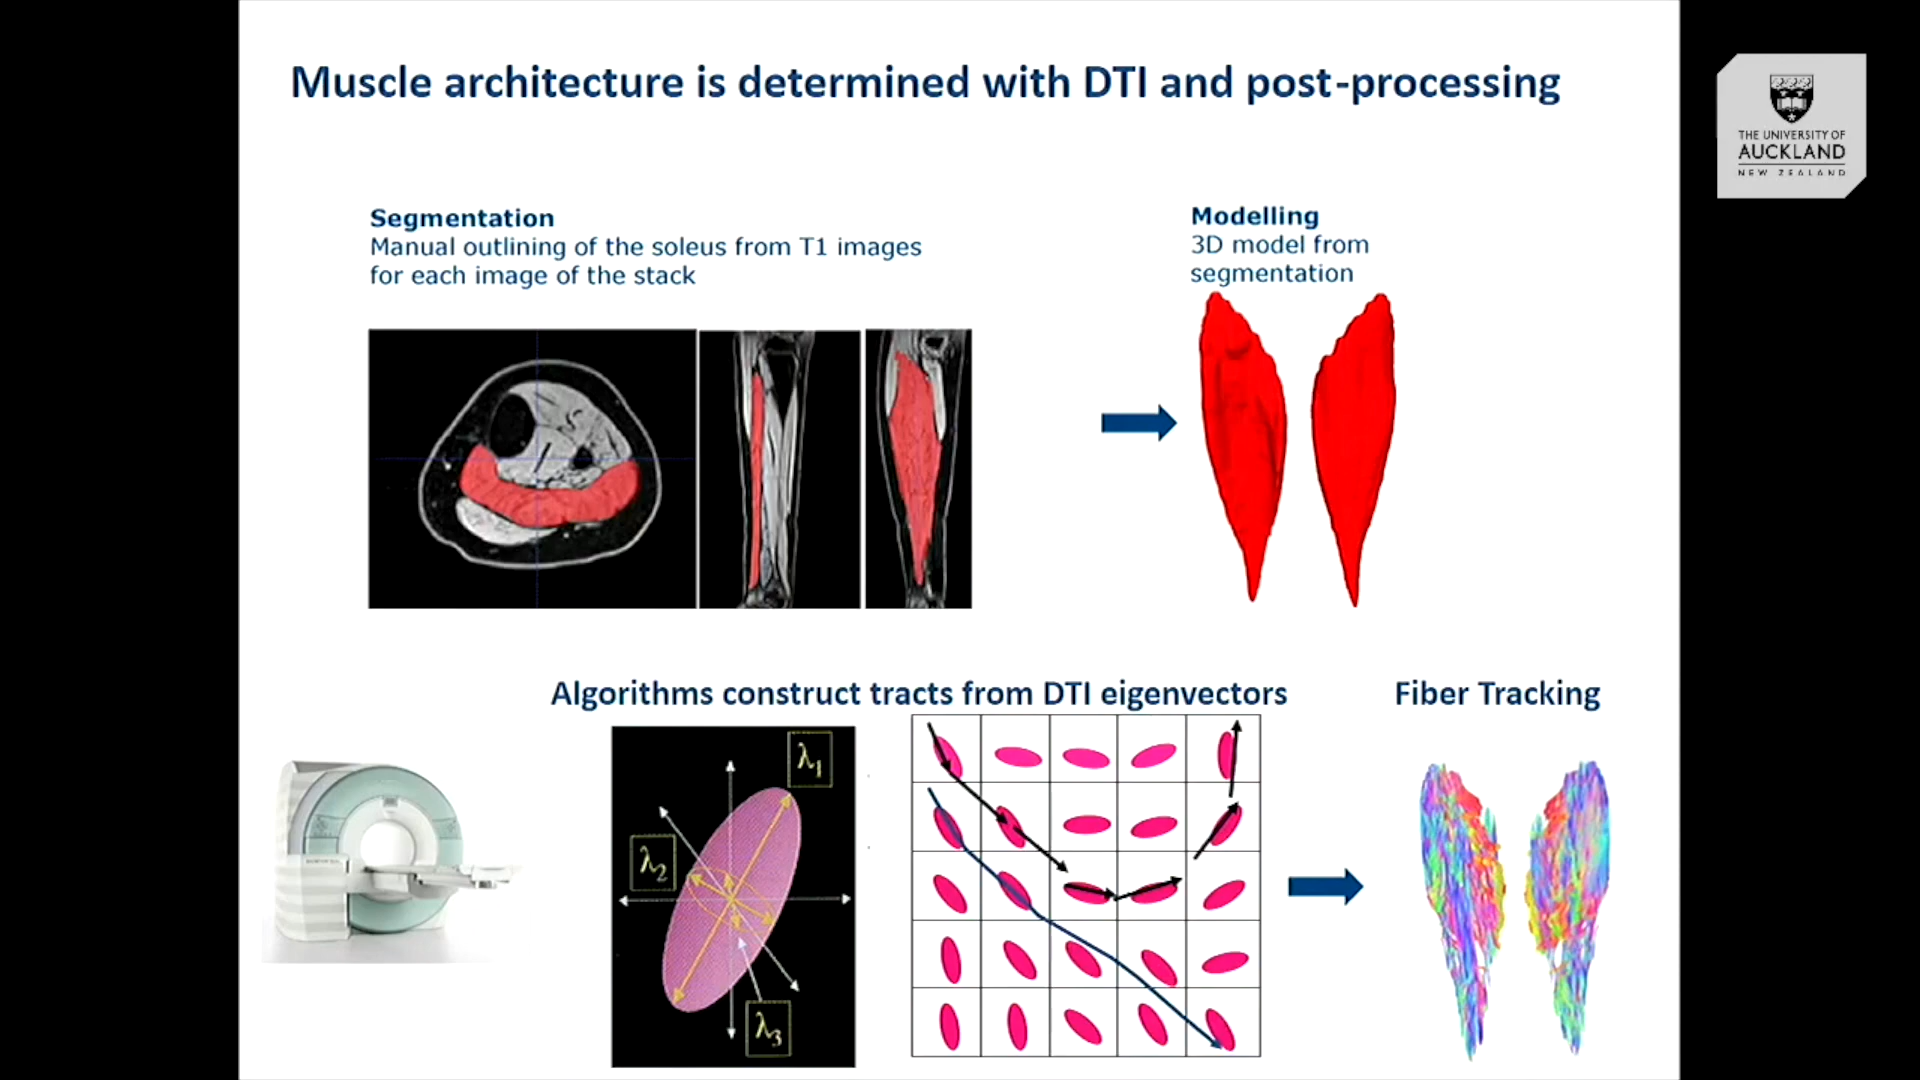 Muscle architecture is determined with DTI and post-processing
THE UNIVERSITY OF
AUCKLAND
NEW ZEALAND
Segmentation
Manual outlining of the soleus from T1 images
for each image of the stack
Modelling
3D model from
segmentation
Algorithms construct tracts from DTI eigenvectors
Fiber Tracking
λ1
λ2
λ3